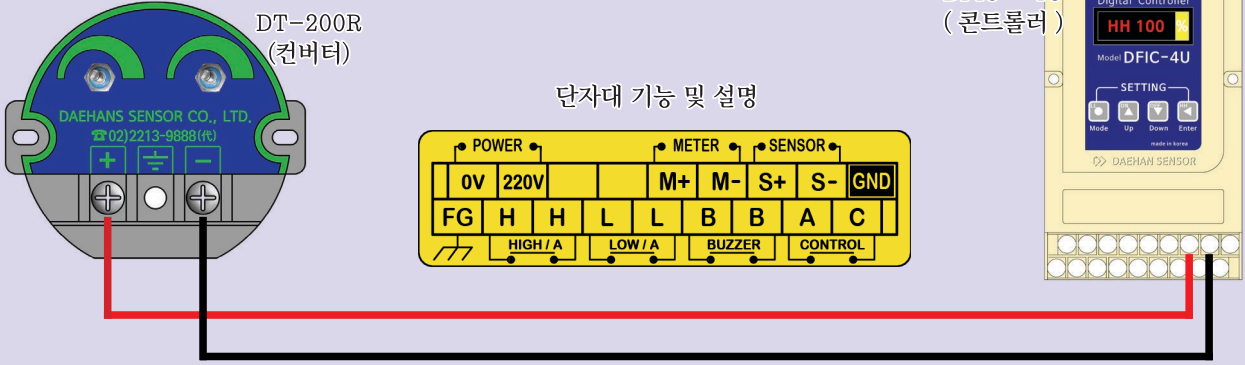 DT-200R
(컨버터)
DAEHANS SENSOR CO., LTD.
☎02)2213-9888(代)
+ -
단자대 기능 및 설명
POWER METER SENSOR
0V 220V M+ M- S+ S- GND
FG H H L L B B A C
HIGH/A LOW/A BUZZER CONTROL
(콘트롤러)
Digital Controller
HH 100 %
Model DFIC-4U
SETTING
Mode Up Down Enter
made in korea
DAEHAN SENSOR